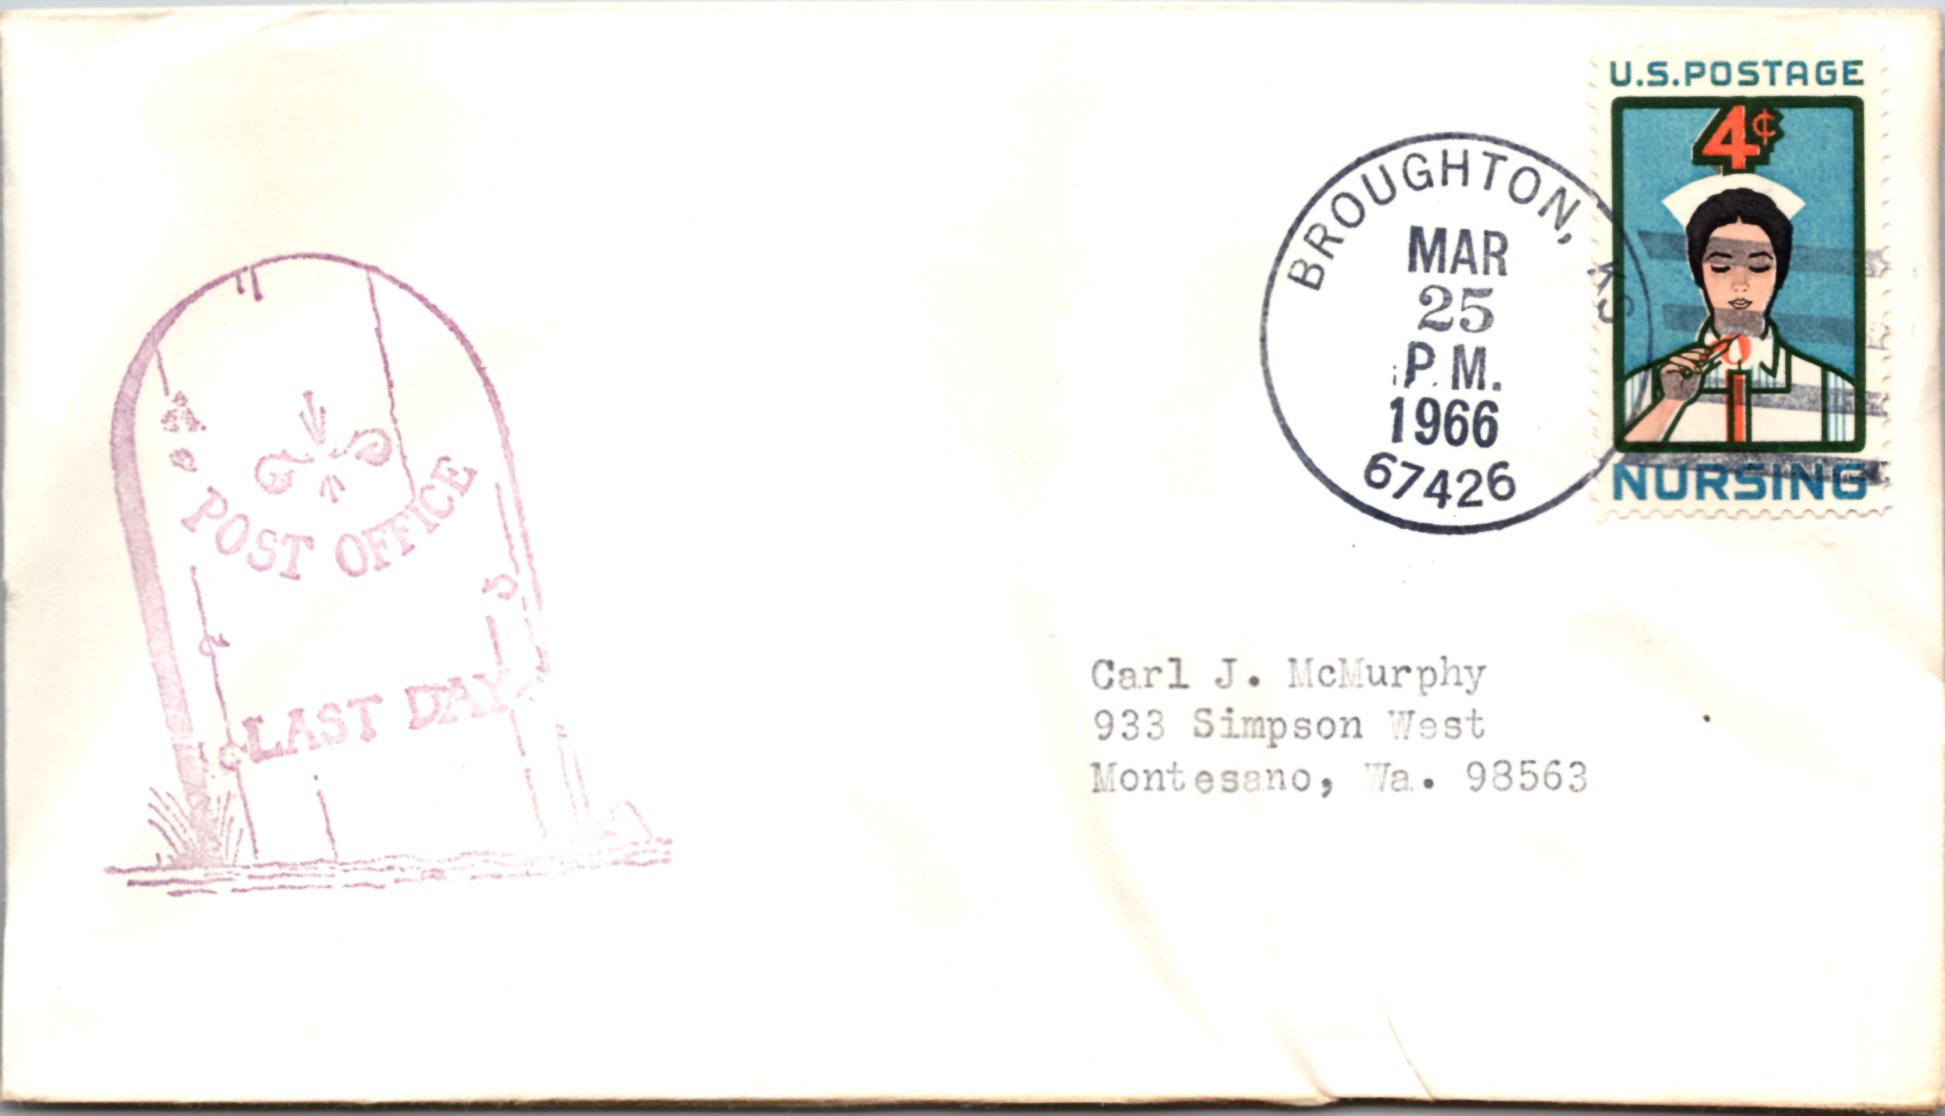 U.S.POSTAGE
4¢
NURSING
BROUGHTON, KS
MAR
25
P.M.
1966
67426
POST OFFICE
LAST DAY
Carl J. McMurphy
933 Simpson West
Montesano, Wa. 98563